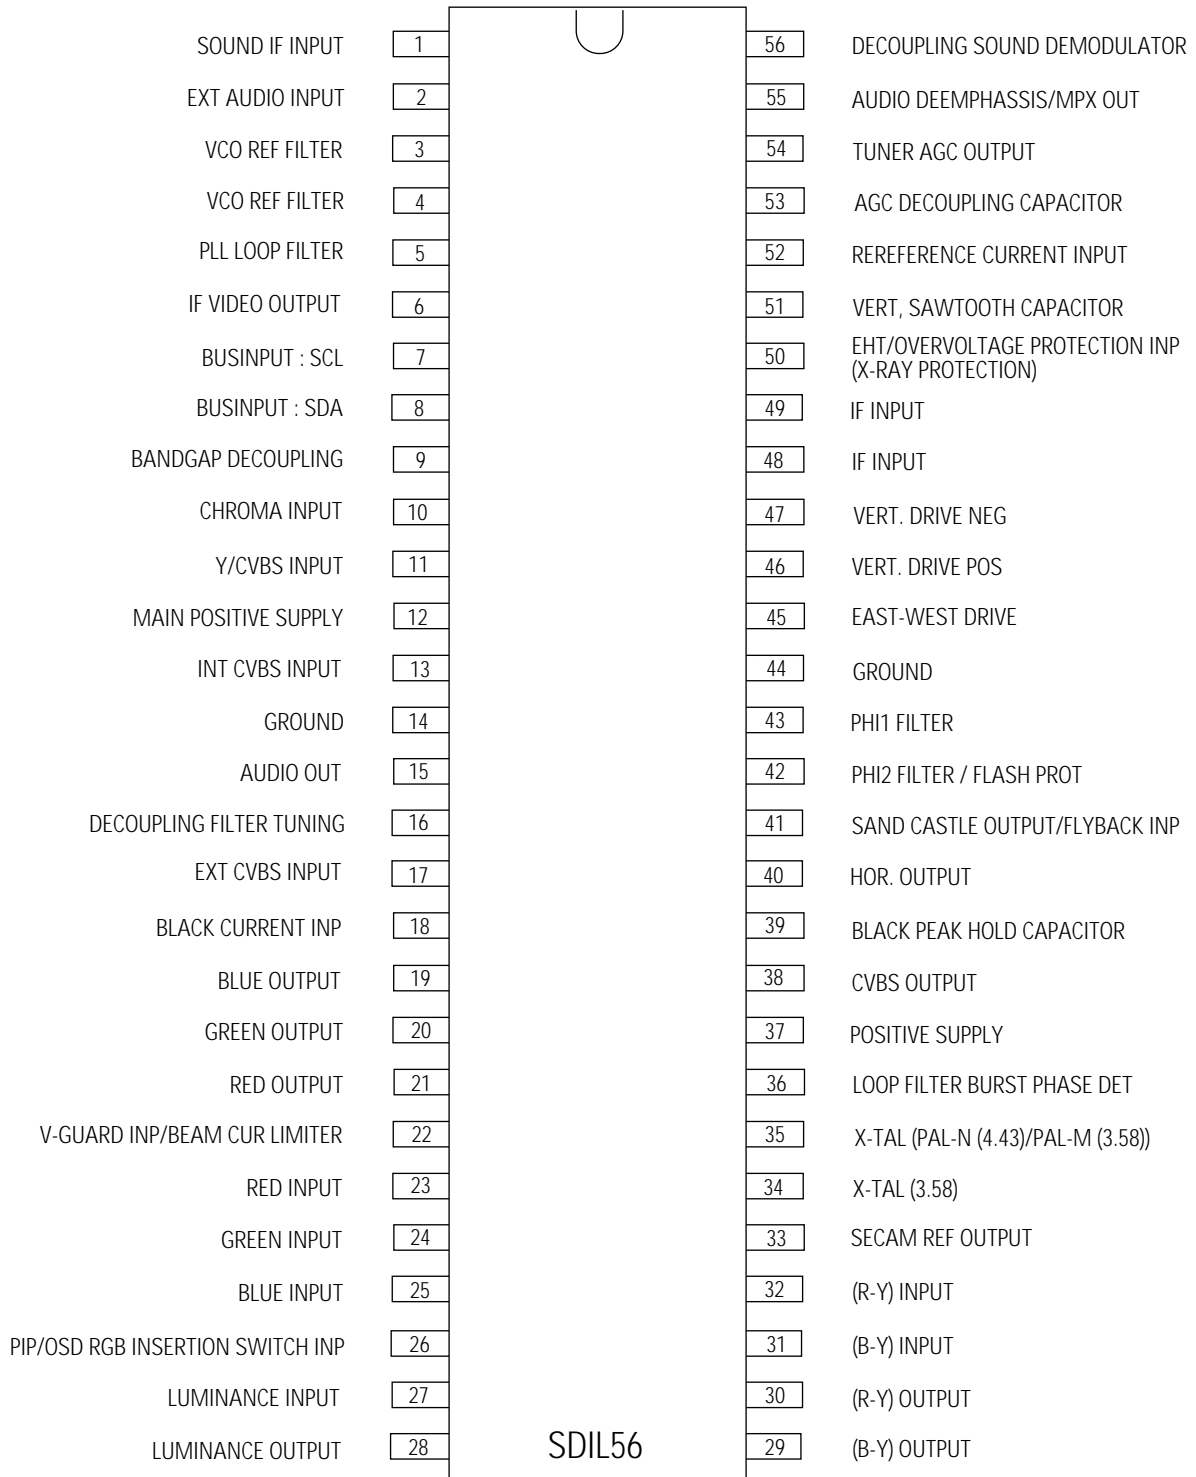 SOUND IF INPUT 1 56 DECOUPLING SOUND DEMODULATOR
EXT AUDIO INPUT 2 55 AUDIO DEEMPHASSIS/MPX OUT
VCO REF FILTER 3 54 TUNER AGC OUTPUT
VCO REF FILTER 4 53 AGC DECOUPLING CAPACITOR
PLL LOOP FILTER 5 52 REREFERENCE CURRENT INPUT
IF VIDEO OUTPUT 6 51 VERT, SAWTOOTH CAPACITOR
BUSINPUT : SCL 7 50 EHT/OVERVOLTAGE PROTECTION INP
(X-RAY PROTECTION)
BUSINPUT : SDA 8 49 IF INPUT
BANDGAP DECOUPLING 9 48 IF INPUT
CHROMA INPUT 10 47 VERT. DRIVE NEG
Y/CVBS INPUT 11 46 VERT. DRIVE POS
MAIN POSITIVE SUPPLY 12 45 EAST-WEST DRIVE
INT CVBS INPUT 13 44 GROUND
GROUND 14 43 PHI1 FILTER
AUDIO OUT 15 42 PHI2 FILTER / FLASH PROT
DECOUPLING FILTER TUNING 16 41 SAND CASTLE OUTPUT/FLYBACK INP
EXT CVBS INPUT 17 40 HOR. OUTPUT
BLACK CURRENT INP 18 39 BLACK PEAK HOLD CAPACITOR
BLUE OUTPUT 19 38 CVBS OUTPUT
GREEN OUTPUT 20 37 POSITIVE SUPPLY
RED OUTPUT 21 36 LOOP FILTER BURST PHASE DET
V-GUARD INP/BEAM CUR LIMITER 22 35 X-TAL (PAL-N (4.43)/PAL-M (3.58))
RED INPUT 23 34 X-TAL (3.58)
GREEN INPUT 24 33 SECAM REF OUTPUT
BLUE INPUT 25 32 (R-Y) INPUT
PIP/OSD RGB INSERTION SWITCH INP 26 31 (B-Y) INPUT
LUMINANCE INPUT 27 30 (R-Y) OUTPUT
LUMINANCE OUTPUT 28 SDIL56 29 (B-Y) OUTPUT